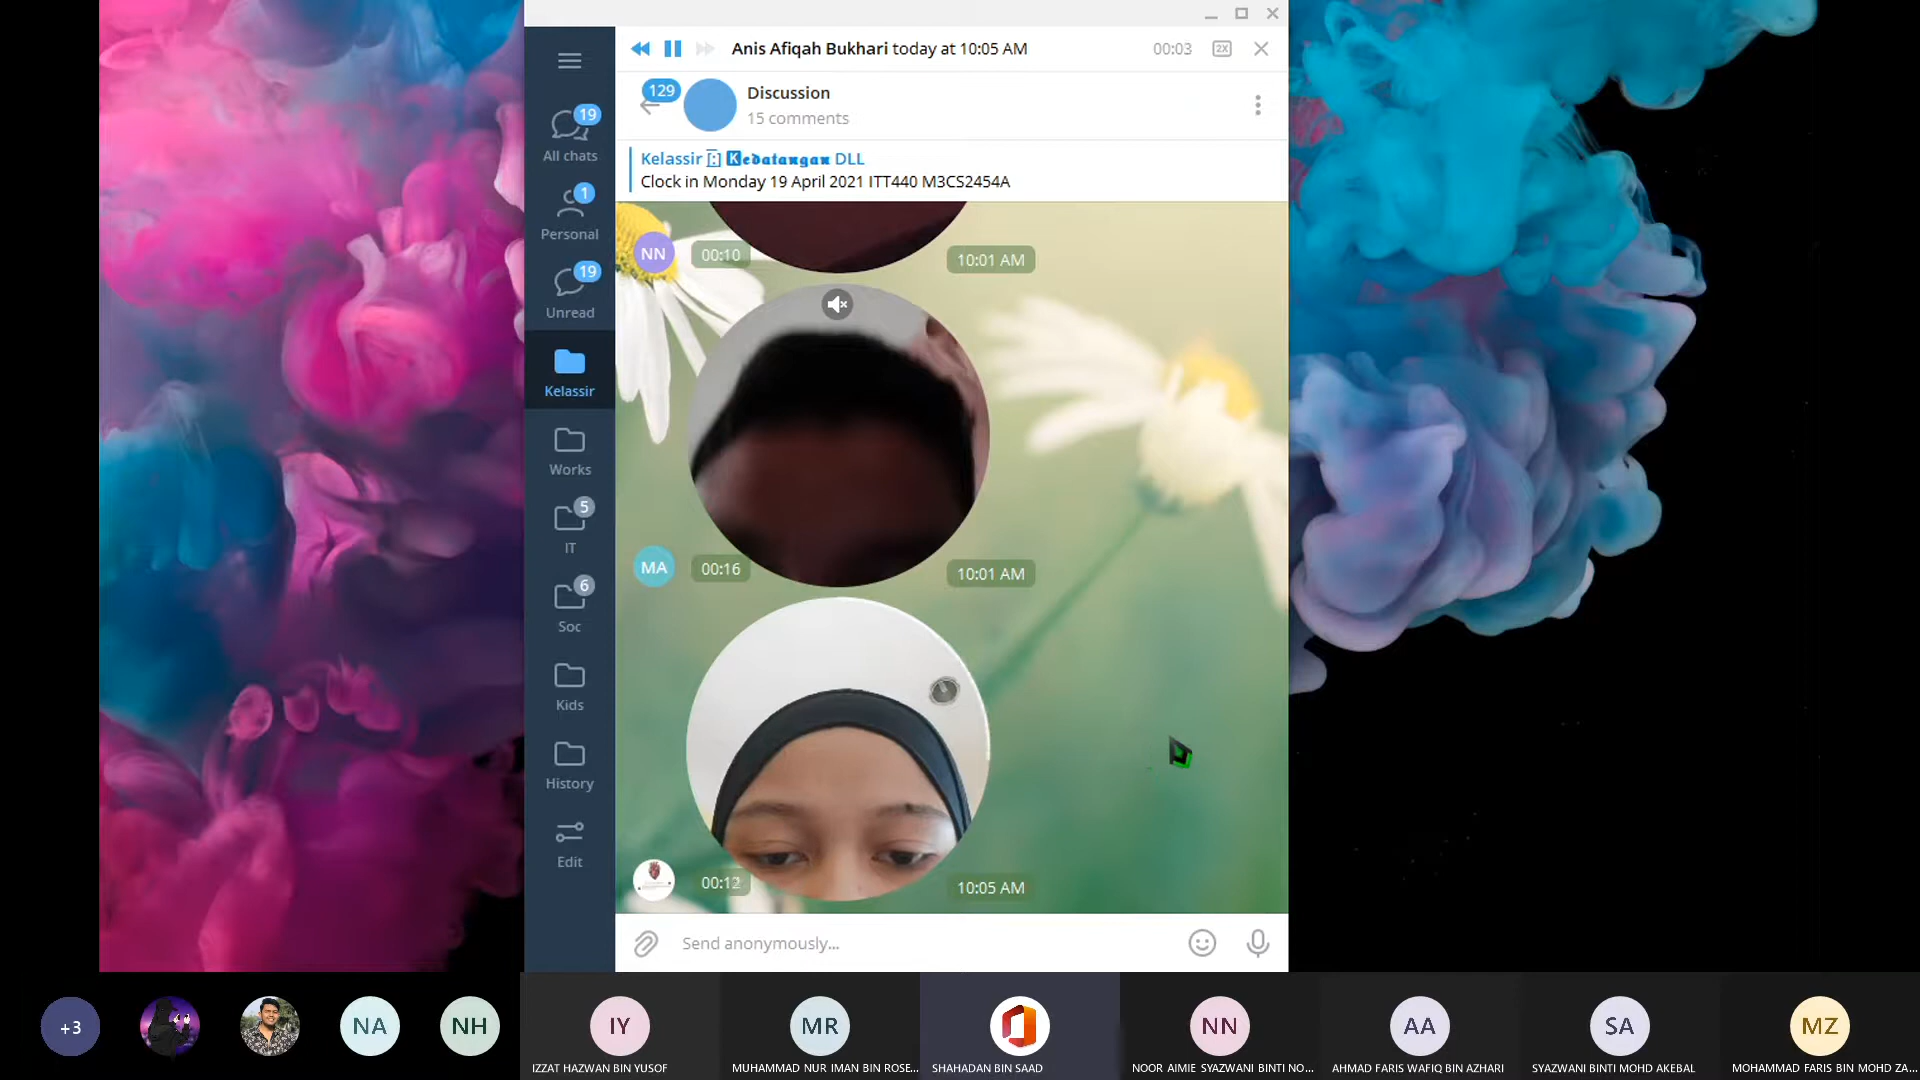 Anis Afiqah Bukhari today at 10:05 AM
00:03
2X
129
Discussion
15 comments
Kelassir [:] 🅺𝖊𝖉𝖆𝖙𝖆𝖓𝖌𝖆𝖓 DLL
Clock in Monday 19 April 2021 ITT440 M3CS2454A
19
All chats
1
Personal
19
Unread
Kelassir
Works
5
IT
6
Soc
Kids
History
Edit
NN
00:10
10:01 AM
MA
00:16
10:01 AM
00:12
10:05 AM
Send anonymously...
+3
NA
NH
IY
IZZAT HAZWAN BIN YUSOF
MR
MUHAMMAD NUR IMAN BIN ROSE...
SHAHADAN BIN SAAD
NN
NOOR AIMIE SYAZWANI BINTI NO...
AA
AHMAD FARIS WAFIQ BIN AZHARI
SA
SYAZWANI BINTI MOHD AKEBAL
MZ
MOHAMMAD FARIS BIN MOHD ZA...